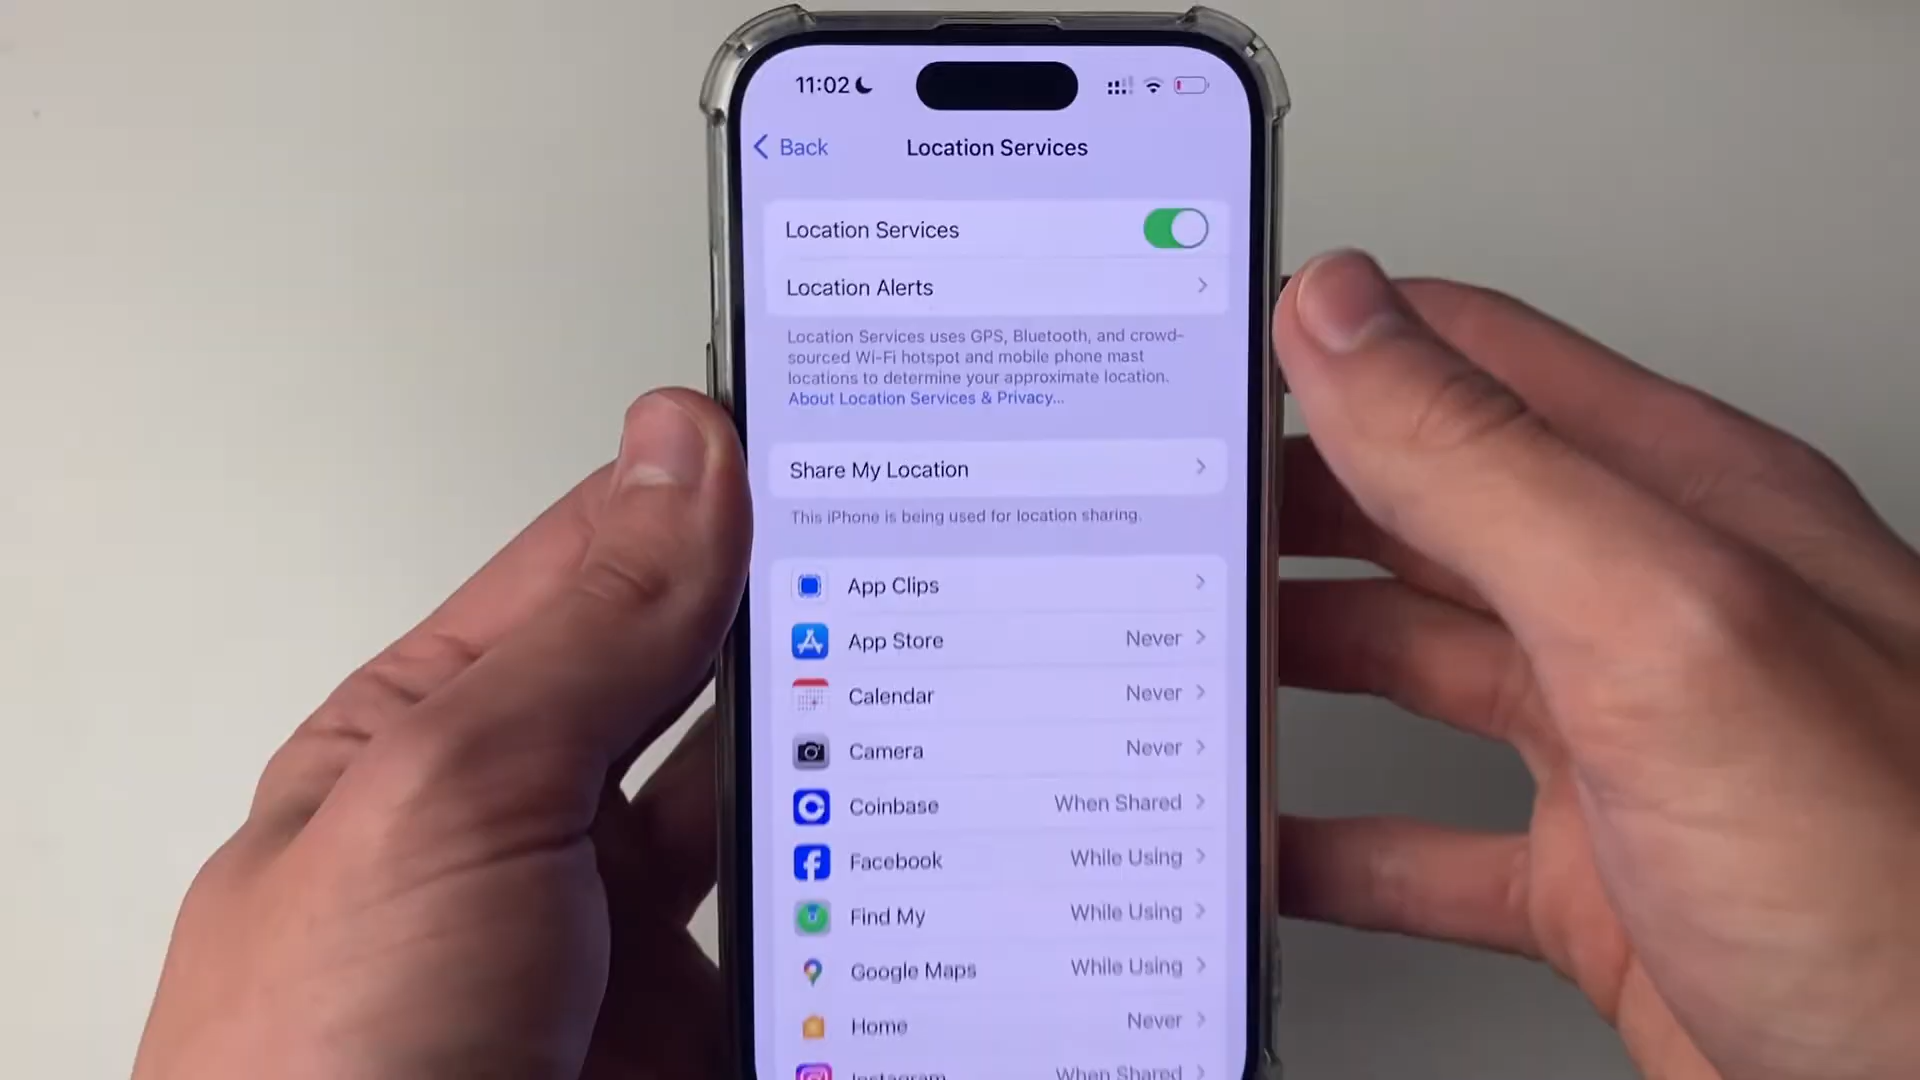 11:02
Back
Location Services
Location Services
Location Alerts
Location Services uses GPS, Bluetooth, and crowd-
sourced Wi-Fi hotspot and mobile phone mast
locations to determine your approximate location.
About Location Services & Privacy...
Share My Location
This iPhone is being used for location sharing.
App Clips
App Store Never
Calendar Never
Camera Never
Coinbase When Shared
Facebook While Using
Find My While Using
Google Maps While Using
Home Never
Instagram When Shared